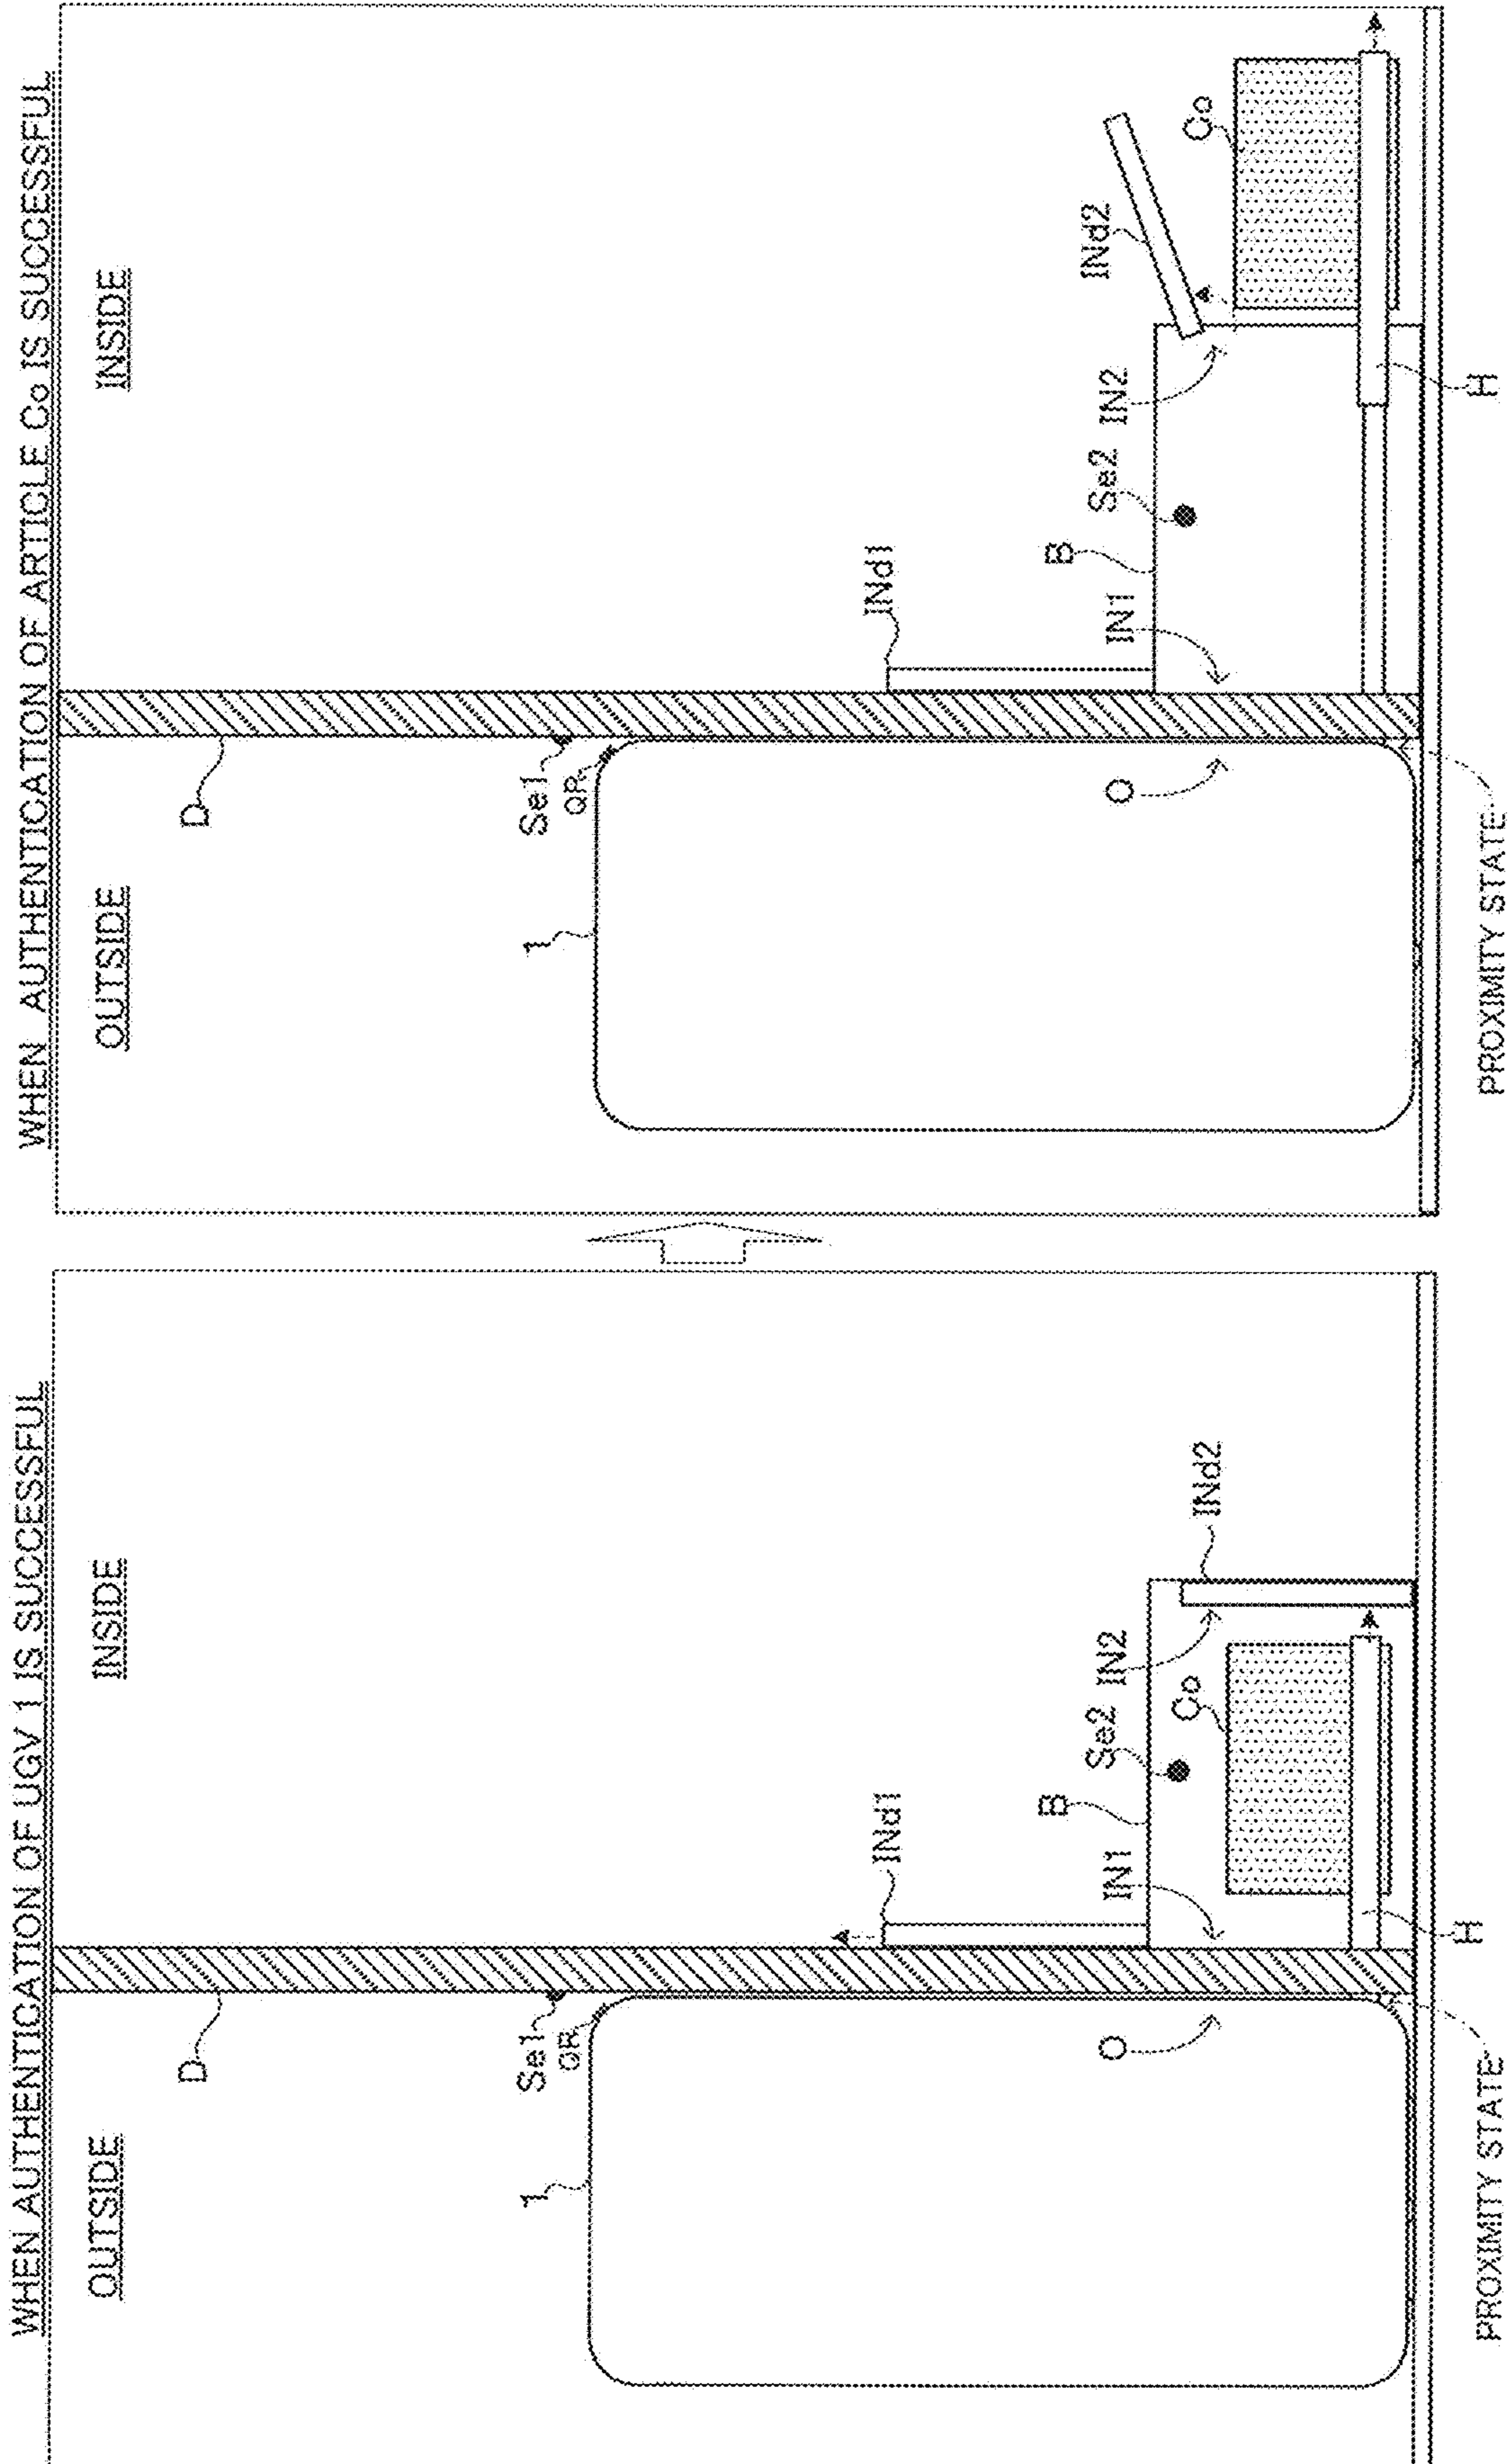 WHEN AUTHENTICATION OF UGV 1 IS SUCCESSFUL
OUTSIDE
INSIDE
D
Se1
QR
1
INd1
B
Se2
IN1
IN2
INd2
Co
O
H
PROXIMITY STATE
WHEN AUTHENTICATION OF ARTICLE Co IS SUCCESSFUL
OUTSIDE
INSIDE
D
Se1
QR
1
INd1
B
Se2
IN1
IN2
INd2
Co
O
H
PROXIMITY STATE